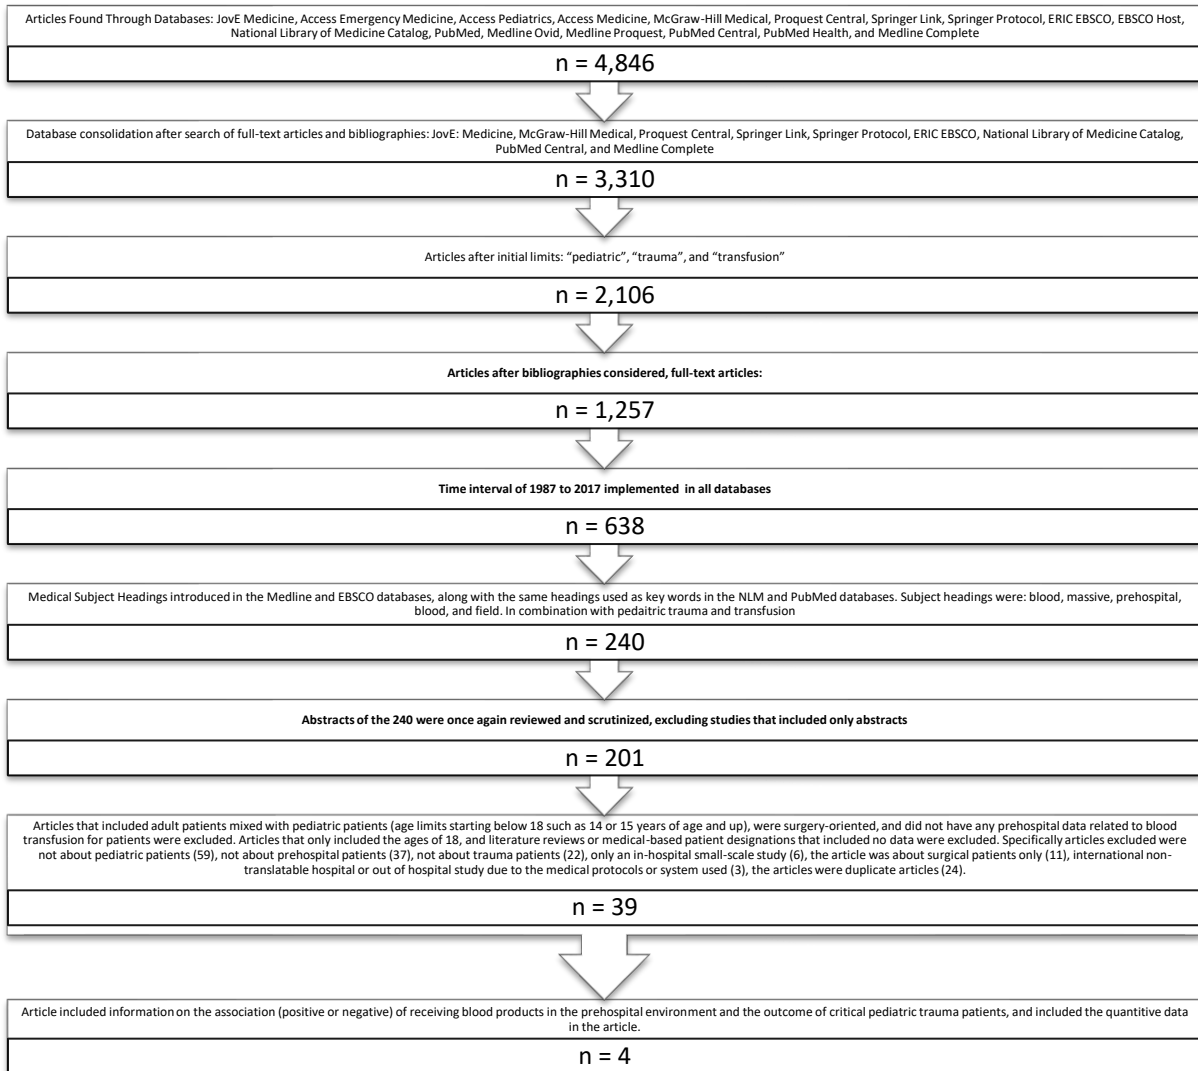 Articles Found Through Databases: JovE Medicine, Access Emergency Medicine, Access Pediatrics, Access Medicine, McGraw-Hill Medical, Proquest Central, Springer Link, Springer Protocol, ERIC EBSCO, EBSCO Host,
National Library of Medicine Catalog, PubMed, Medline Ovid, Medline Proquest, PubMed Central, PubMed Health, and Medline Complete
n = 4,846
Database consolidation after search of full-text articles and bibliographies: JovE: Medicine, McGraw-Hill Medical, Proquest Central, Springer Link, Springer Protocol, ERIC EBSCO, National Library of Medicine Catalog,
PubMed Central, and Medline Complete
n = 3,310
Articles after initial limits: “pediatric”, “trauma”, and “transfusion”
n = 2,106
Articles after bibliographies considered, full-text articles:
n = 1,257
Time interval of 1987 to 2017 implemented in all databases
n = 638
Medical Subject Headings introduced in the Medline and EBSCO databases, along with the same headings used as key words in the NLM and PubMed databases. Subject headings were: blood, massive, prehospital,
blood, and field. In combination with pedaitric trauma and transfusion
n = 240
Abstracts of the 240 were once again reviewed and scrutinized, excluding studies that included only abstracts
n = 201
Articles that included adult patients mixed with pediatric patients (age limits starting below 18 such as 14 or 15 years of age and up), were surgery-oriented, and did not have any prehospital data related to blood
transfusion for patients were excluded. Articles that only included the ages of 18, and literature reviews or medical-based patient designations that included no data were excluded. Specifically articles excluded were
not about pediatric patients (59), not about prehospital patients (37), not about trauma patients (22), only an in-hospital small-scale study (6), the article was about surgical patients only (11), international non-
translatable hospital or out of hospital study due to the medical protocols or system used (3), the articles were duplicate articles (24).
n = 39
Article included information on the association (positive or negative) of receiving blood products in the prehospital environment and the outcome of critical pediatric trauma patients, and included the quantitive data
in the article.
n = 4